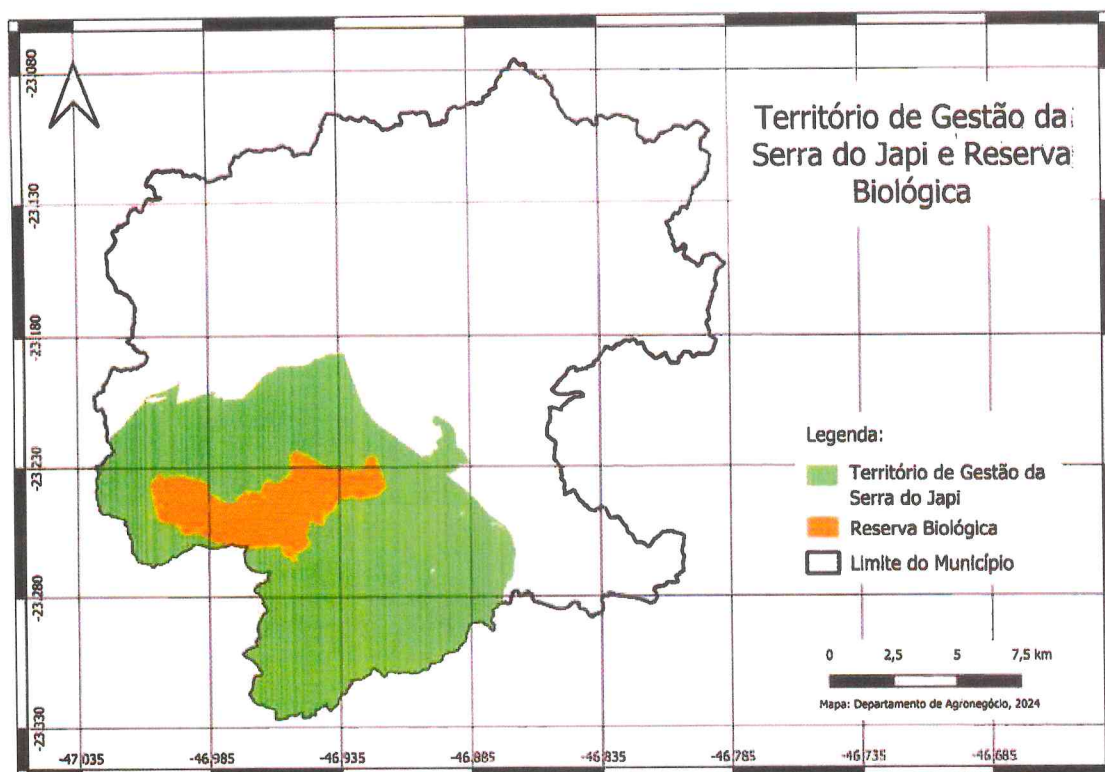 Território de Gestão da
Serra do Japi e Reserva
Biológica
-23.080
-23.130
-23.180
-23.230
-23.280
-23.330
Legenda:
Território de Gestão da
Serra do Japi
Reserva Biológica
Limite do Município
0 2,5 5 7,5 km
Mapa: Departamento de Agronegócio, 2024
-47.035 -46.985 -46.935 -46.885 -46.835 -46.785 -46.735 -46.685